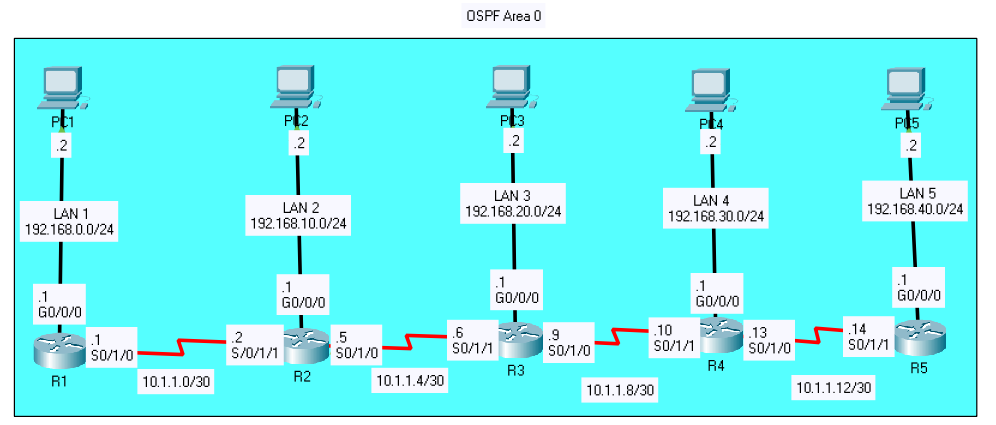 OSPF Area 0
PC1
PC2
PC3
PC4
PC5
.2
.2
.2
.2
.2
LAN 1
192.168.0.0/24
LAN 2
192.168.10.0/24
LAN 3
192.168.20.0/24
LAN 4
192.168.30.0/24
LAN 5
192.168.40.0/24
.1
G0/0/0
.1
G0/0/0
.1
G0/0/0
.1
G0/0/0
.1
G0/0/0
.1
S0/1/0
.2
S/0/1/1
.5
S0/1/0
.6
S0/1/1
.9
S0/1/0
.10
S0/1/1
.13
S0/1/0
.14
S0/1/1
R1
R2
R3
R4
R5
10.1.1.0/30
10.1.1.4/30
10.1.1.8/30
10.1.1.12/30